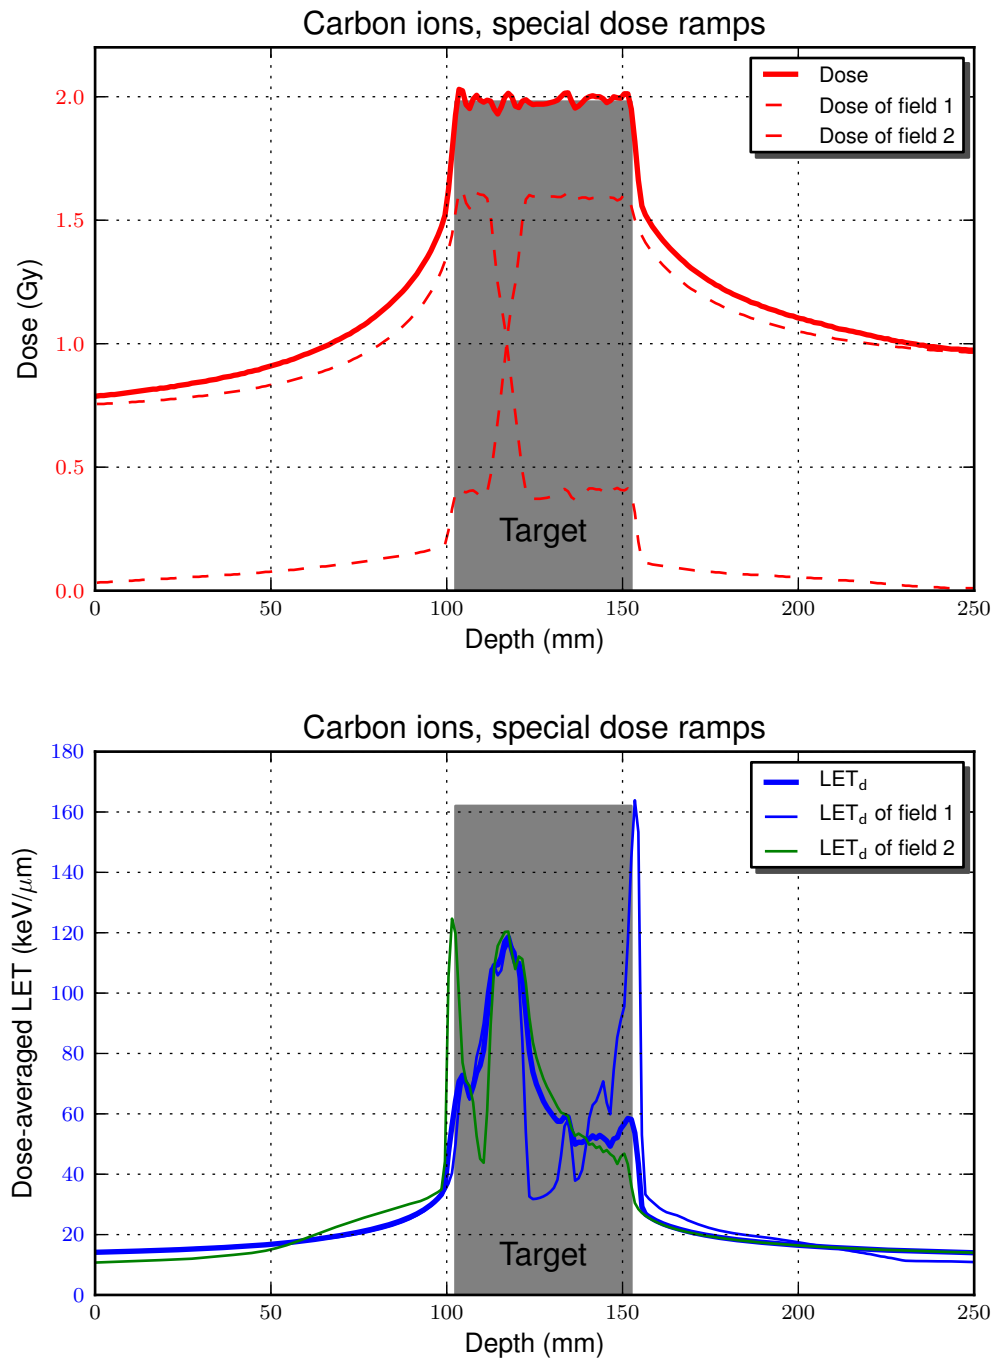 Carbon ions, special dose ramps
Dose
Dose of field 1
Dose of field 2
2.0
1.5
1.0
0.5
0.0
Dose (Gy)
Target
0 50 100 150 200 250
Depth (mm)
Carbon ions, special dose ramps
LETd
LETd of field 1
LETd of field 2
180
160
140
120
100
80
60
40
20
0
Dose-averaged LET (keV/μm)
Target
0 50 100 150 200 250
Depth (mm)